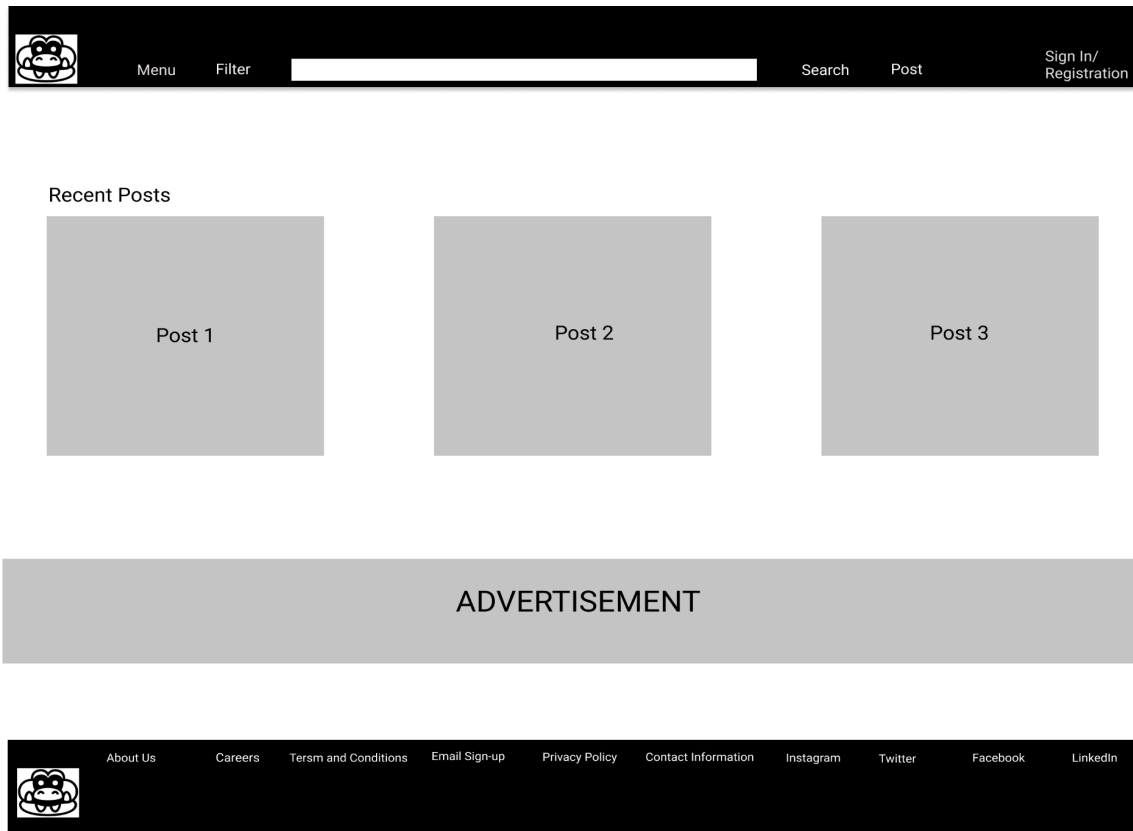 Menu
Filter
Search
Post
Sign In/
Registration
Recent Posts
Post 1
Post 2
Post 3
ADVERTISEMENT
About Us
Careers
Tersm and Conditions
Email Sign-up
Privacy Policy
Contact Information
Instagram
Twitter
Facebook
LinkedIn